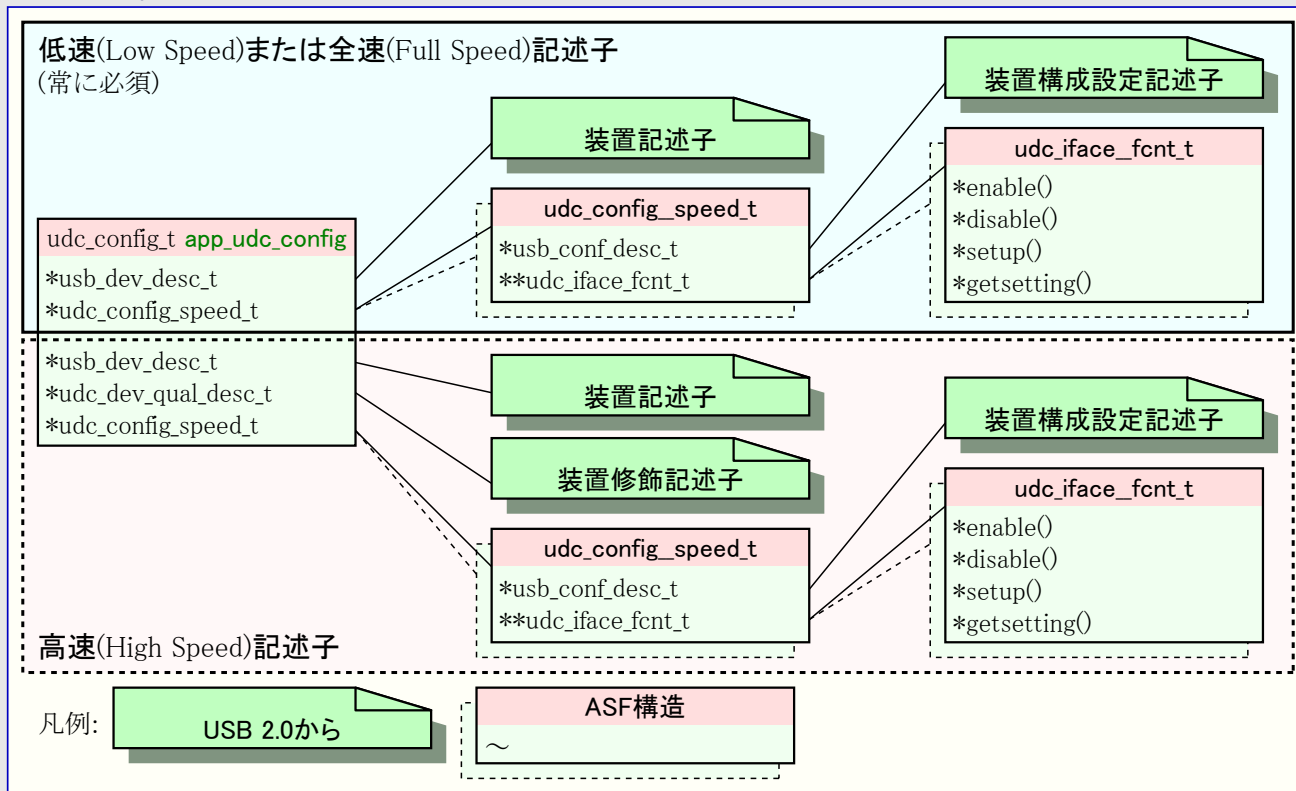 低速(Low Speed)または全速(Full Speed)記述子
(常に必須)
装置記述子
装置構成設定記述子
udc_config_speed_t
*usb_conf_desc_t
**udc_iface_fcnt_t
udc_iface_fcnt_t
*enable()
*disable()
*setup()
*getsetting()
udc_config_t app_udc_config
*usb_dev_desc_t
*udc_config_speed_t
*usb_dev_desc_t
*udc_dev_qual_desc_t
*udc_config_speed_t
装置記述子
装置修飾記述子
装置構成設定記述子
udc_config_speed_t
*usb_conf_desc_t
**udc_iface_fcnt_t
udc_iface_fcnt_t
*enable()
*disable()
*setup()
*getsetting()
高速(High Speed)記述子
凡例:
USB 2.0から
ASF構造
～